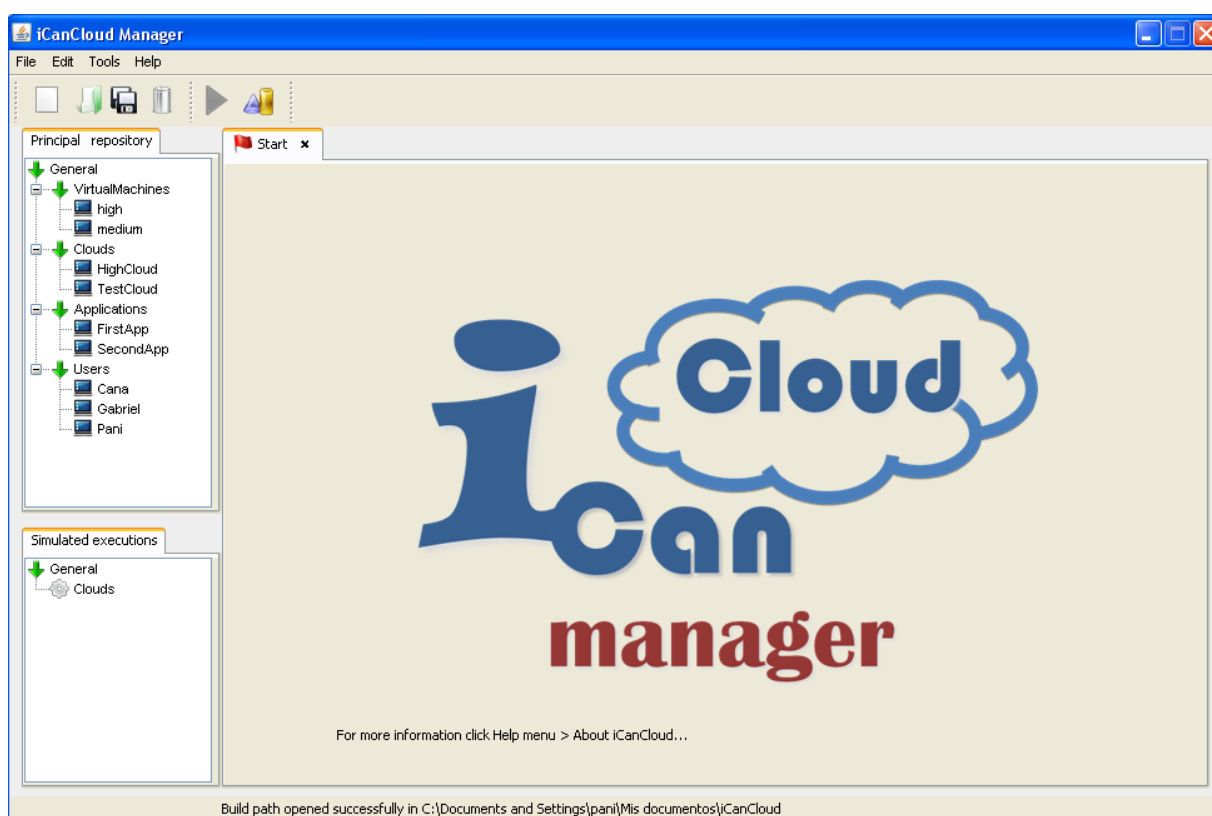 iCanCloud Manager
File Edit Tools Help
Principal repository
Start
General
VirtualMachines
high
medium
Clouds
HighCloud
TestCloud
Applications
FirstApp
SecondApp
Users
Cana
Gabriel
Pani
Simulated executions
General
Clouds
i Can Cloud
manager
For more information click Help menu > About iCanCloud...
Build path opened successfully in C:\Documents and Settings\pani\Mis documentos\iCanCloud